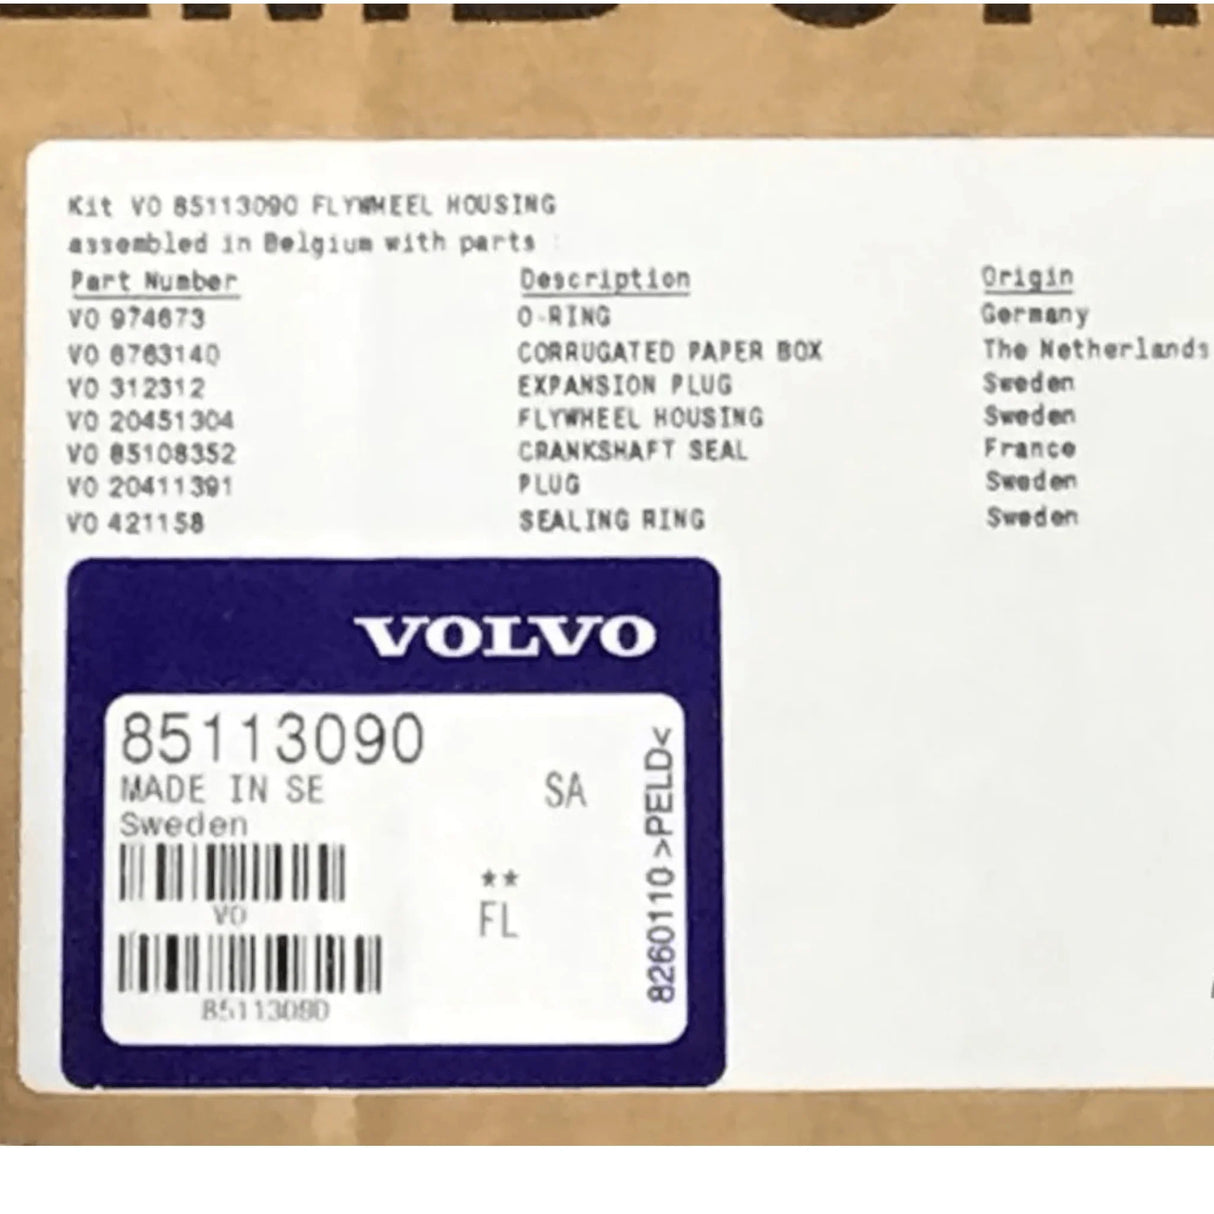 Kit VO 85113090 FLYWHEEL HOUSING
assembled in Belgium with parts :
Part Number Description Origin
VO 974673 O-RING Germany
VO 6763140 CORRUGATED PAPER BOX The Netherlands
VO 312312 EXPANSION PLUG Sweden
VO 20451304 FLYWHEEL HOUSING Sweden
VO 85108352 CRANKSHAFT SEAL France
VO 20411391 PLUG Sweden
VO 421158 SEALING RING Sweden
VOLVO
85113090
MADE IN SE SA
Sweden
**
VO
FL
85113090
8260110 >PELD<